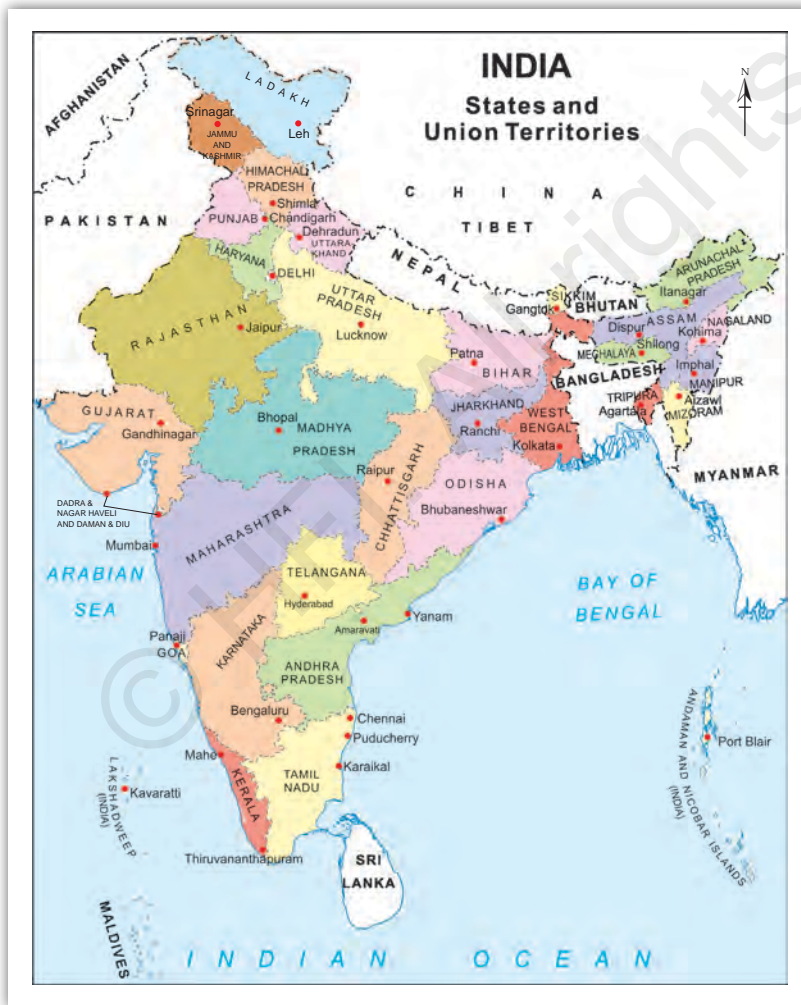 INDIA
States and
Union Territories
N
AFGHANISTAN
LADAKH
Srinagar
Leh
JAMMU
AND
KASHMIR
HIMACHAL
PRADESH
Shimla
CHINA
PAKISTAN
PUNJAB
Chandigarh
TIBET
Dehradun
UTTARA
KHAND
HARYANA
DELHI
NEPAL
ARUNACHAL
PRADESH
Itanagar
UTTAR
PRADESH
SIKKIM
Gangtok
BHUTAN
RAJASTHAN
Jaipur
Lucknow
Dispur
ASSAM
NAGALAND
Kohima
Shilong
MEGHALAYA
Patna
BIHAR
BANGLADESH
Imphal
MANIPUR
GUJARAT
Gandhinagar
Bhopal
MADHYA
PRADESH
JHARKHAND
Ranchi
WEST
BENGAL
Kolkata
TRIPURA
Agartala
Aizawl
MIZORAM
Raipur
CHHATTISGARH
ODISHA
Bhubaneshwar
MYANMAR
DADRA &
NAGAR HAVELI
AND DAMAN & DIU
MAHARASHTRA
Mumbai
ARABIAN
SEA
TELANGANA
Hyderabad
BAY OF
BENGAL
Yanam
Amaravati
Panaji
GOA
KARNATAKA
ANDHRA
PRADESH
Bengaluru
Chennai
Puducherry
ANDAMAN AND NICOBAR ISLANDS
(INDIA)
Port Blair
Mahe
Karaikal
LAKSHADWEEP
(INDIA)
Kavaratti
KERALA
TAMIL
NADU
Thiruvananthapuram
SRI
LANKA
MALDIVES
INDIAN OCEAN